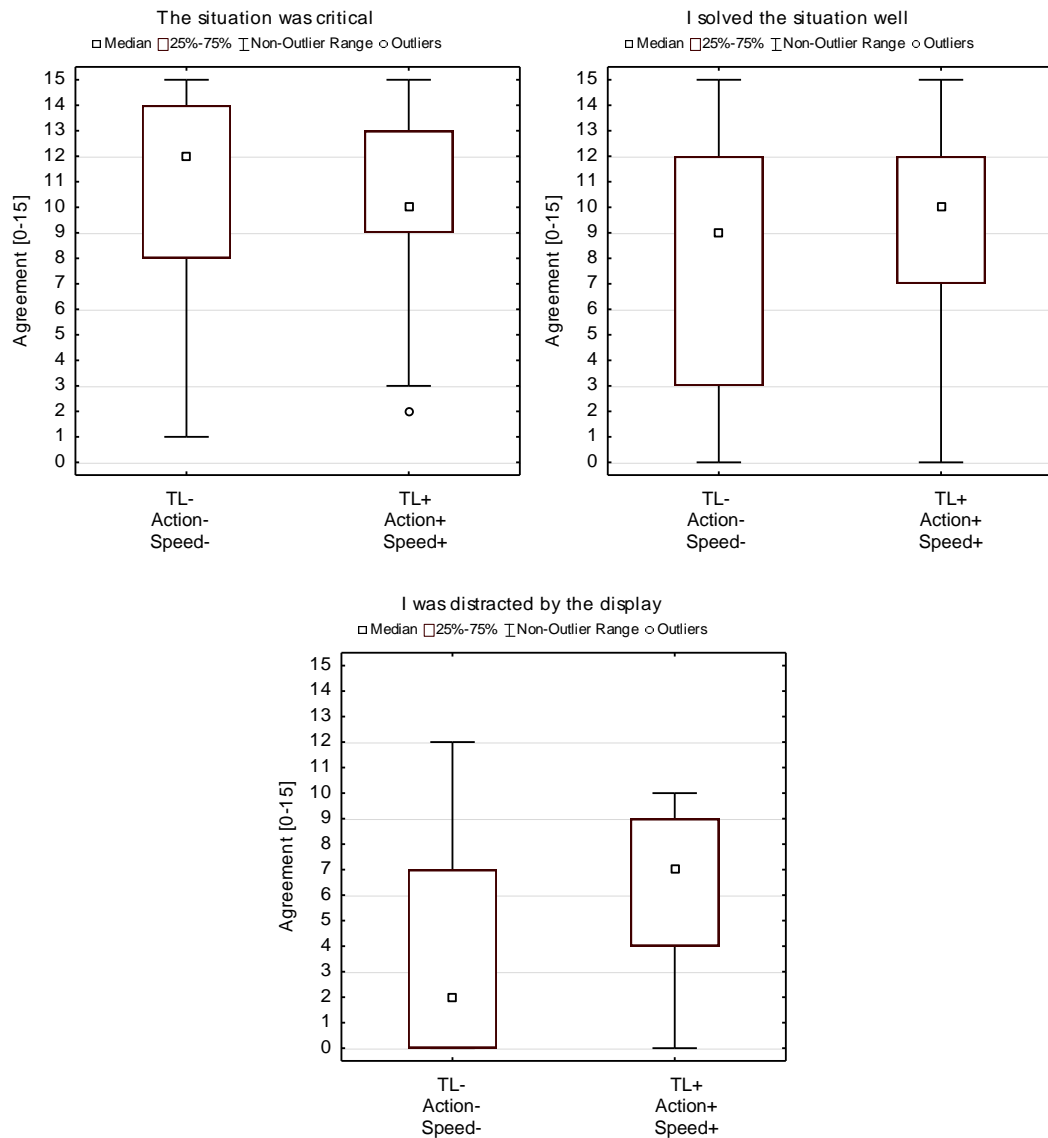 The situation was critical
Median 25%-75% Non-Outlier Range Outliers
Agreement [0-15]
15
14
13
12
11
10
9
8
7
6
5
4
3
2
1
0
TL- TL+
Action- Action+
Speed- Speed+
I solved the situation well
Median 25%-75% Non-Outlier Range Outliers
Agreement [0-15]
15
14
13
12
11
10
9
8
7
6
5
4
3
2
1
0
TL- TL+
Action- Action+
Speed- Speed+
I was distracted by the display
Median 25%-75% Non-Outlier Range Outliers
Agreement [0-15]
15
14
13
12
11
10
9
8
7
6
5
4
3
2
1
0
TL- TL+
Action- Action+
Speed- Speed+